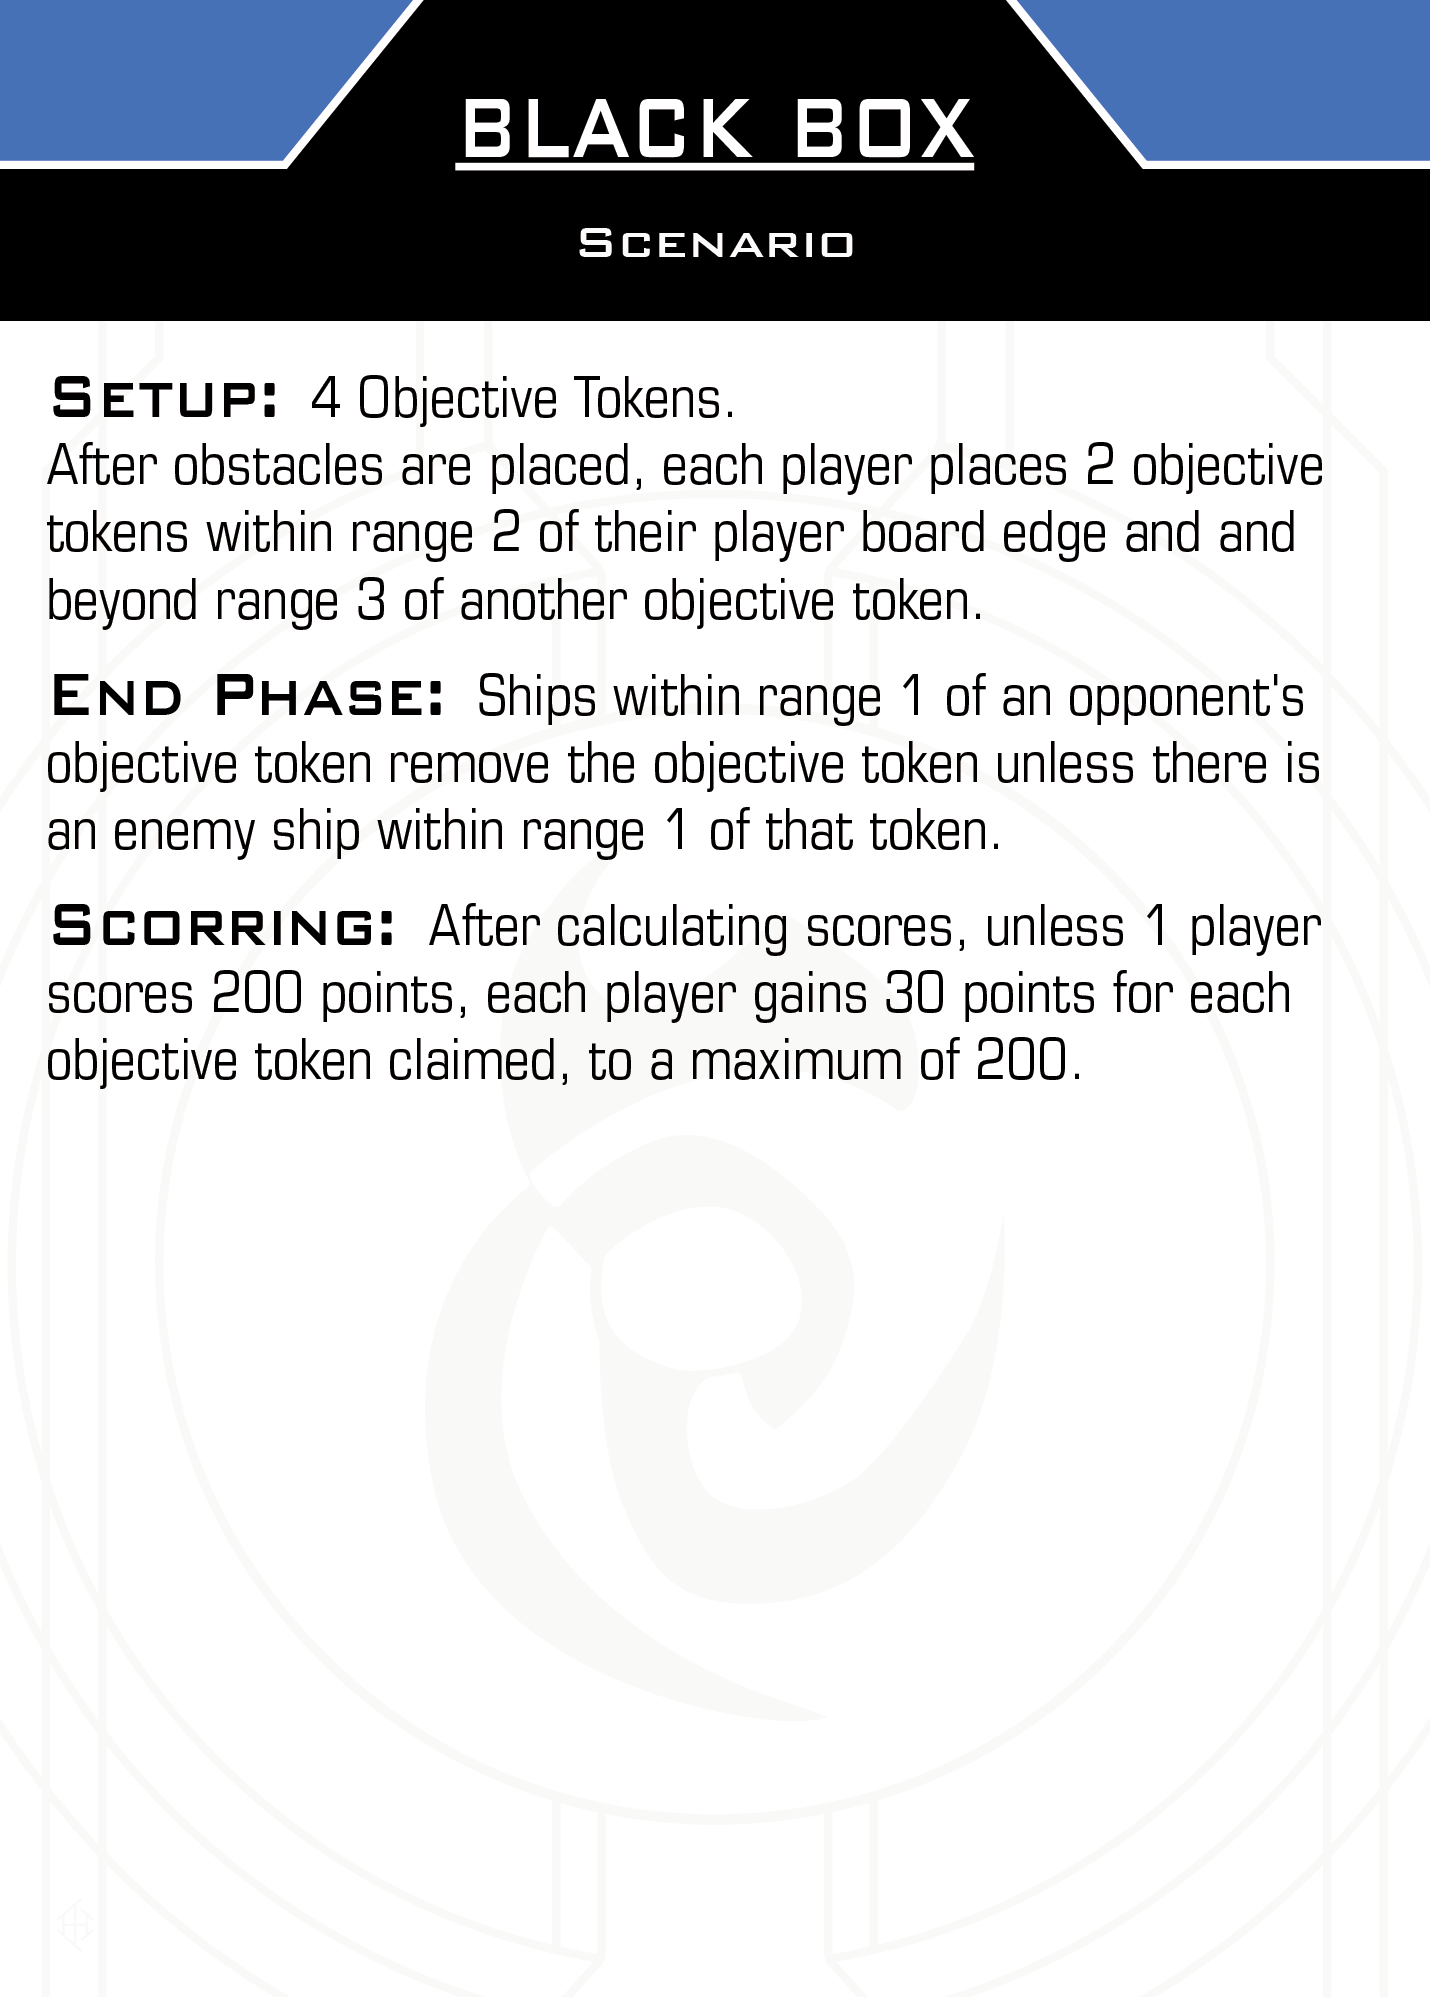 BLACK BOX
Scenario
Setup: 4 Objective Tokens.
After obstacles are placed, each player places 2 objective
tokens within range 2 of their player board edge and and
beyond range 3 of another objective token.
End Phase: Ships within range 1 of an opponent's
objective token remove the objective token unless there is
an enemy ship within range 1 of that token.
Scorring: After calculating scores, unless 1 player
scores 200 points, each player gains 30 points for each
objective token claimed, to a maximum of 200.